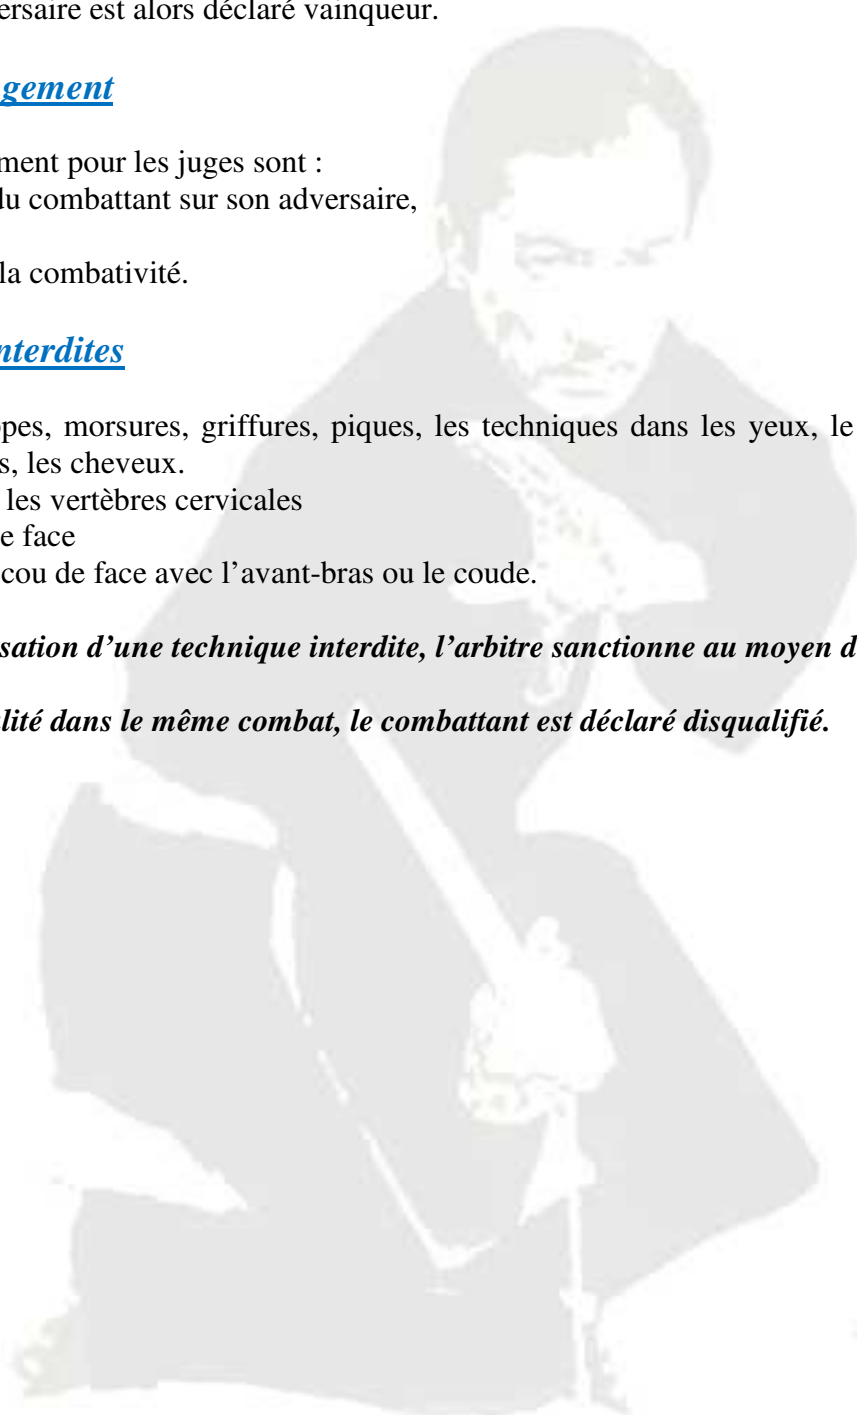 ersaire est alors déclaré vainqueur.
gement
ment pour les juges sont :
du combattant sur son adversaire,
la combativité.
nterdites
pes, morsures, griffures, piques, les techniques dans les yeux, le
s, les cheveux.
les vertèbres cervicales
e face
cou de face avec l’avant-bras ou le coude.
sation d’une technique interdite, l’arbitre sanctionne au moyen d
lité dans le même combat, le combattant est déclaré disqualifié.